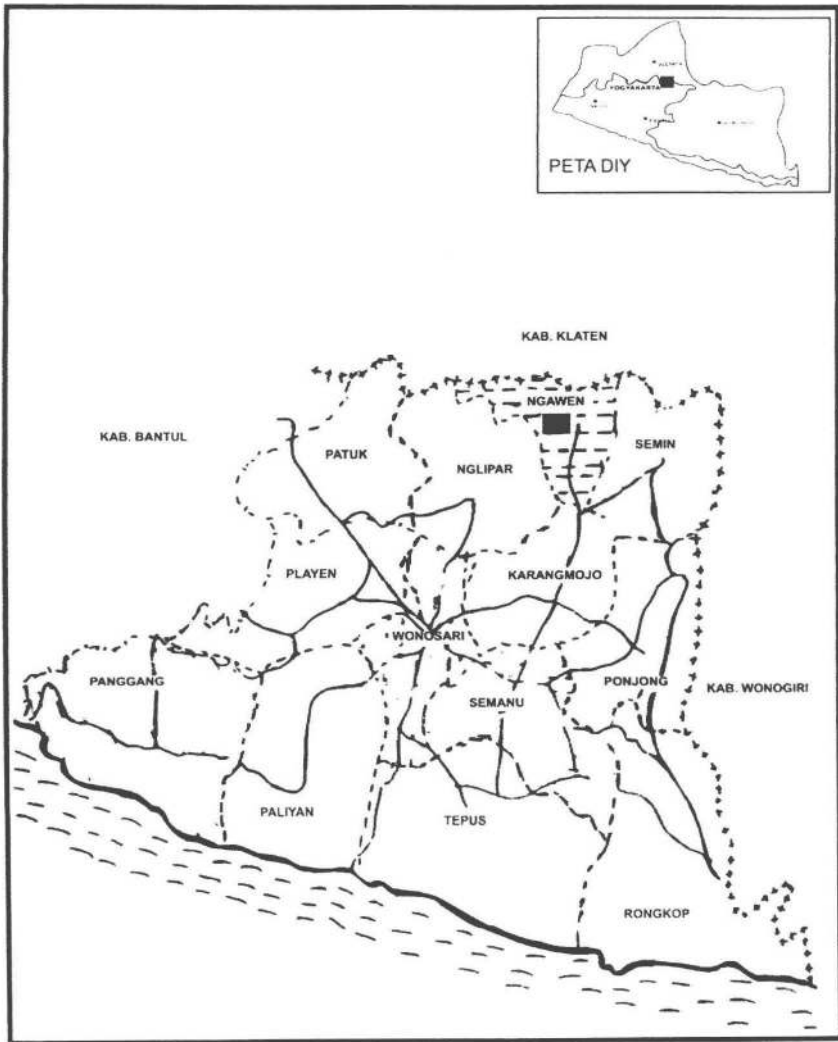 YOGYAKARTA
PETA DIY
KAB. KLATEN
NGAWEN
KAB. BANTUL
PATUK
SEMIN
NGLIPAR
PLAYEN
KARANGMOJO
WONOSARI
PANGGANG
PONJONG
KAB. WONOGIRI
SEMANU
PALIYAN
TEPUS
RONGKOP